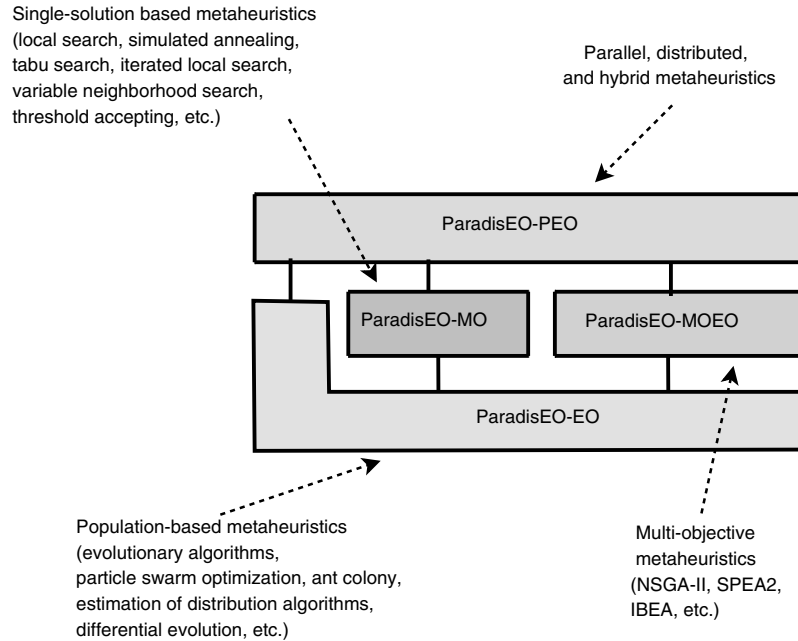 Single-solution based metaheuristics
(local search, simulated annealing,
tabu search, iterated local search,
variable neighborhood search,
threshold accepting, etc.)
Parallel, distributed,
and hybrid metaheuristics
ParadisEO-PEO
ParadisEO-MO
ParadisEO-MOEO
ParadisEO-EO
Population-based metaheuristics
(evolutionary algorithms,
particle swarm optimization, ant colony,
estimation of distribution algorithms,
differential evolution, etc.)
Multi-objective
metaheuristics
(NSGA-II, SPEA2,
IBEA, etc.)